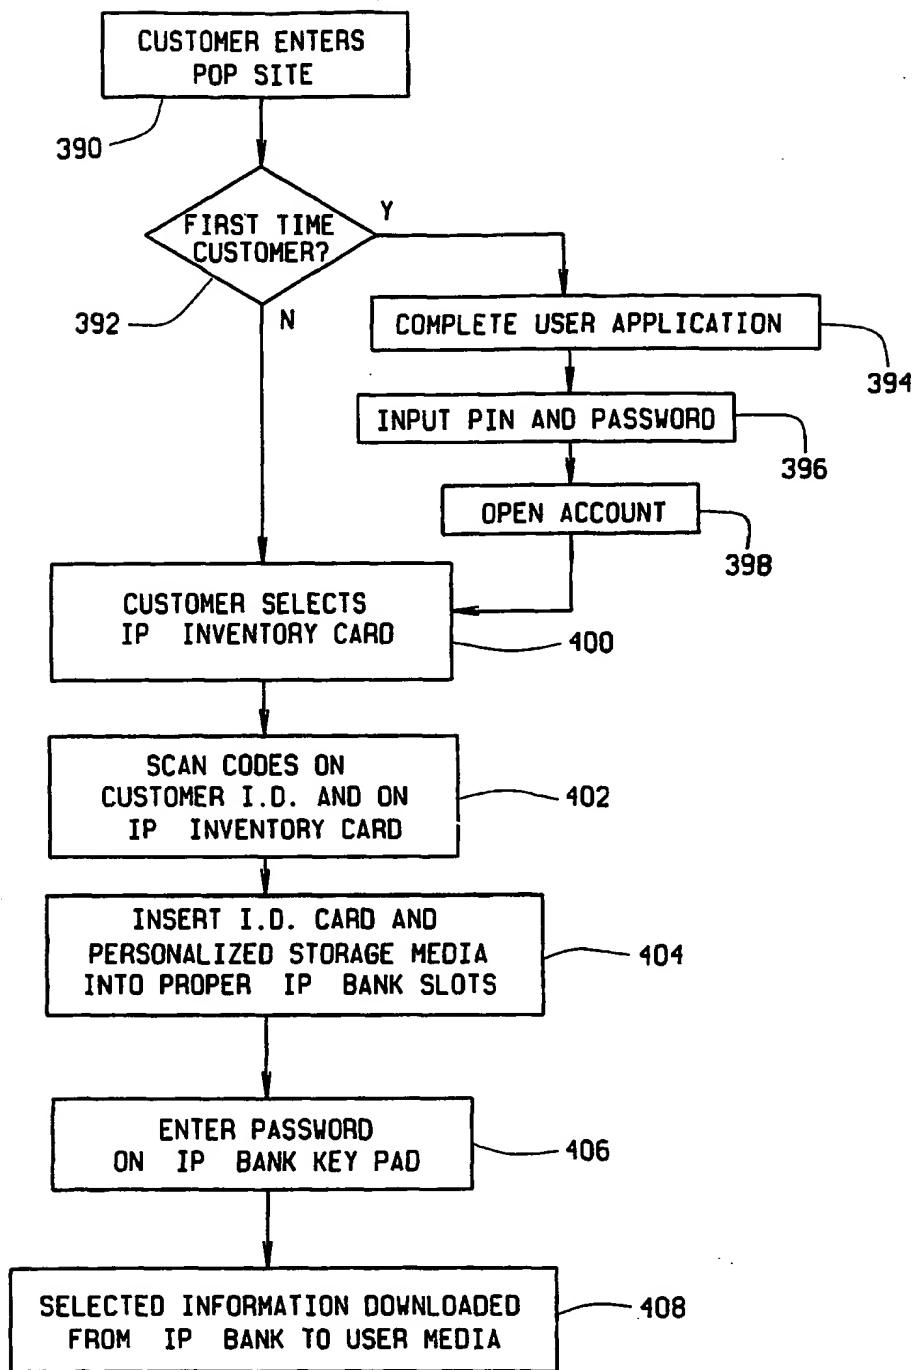 CUSTOMER ENTERS
POP SITE
390
FIRST TIME
CUSTOMER?
Y
392
N
COMPLETE USER APPLICATION
394
INPUT PIN AND PASSWORD
396
OPEN ACCOUNT
398
CUSTOMER SELECTS
IP INVENTORY CARD
400
SCAN CODES ON
CUSTOMER I.D. AND ON
IP INVENTORY CARD
402
INSERT I.D. CARD AND
PERSONALIZED STORAGE MEDIA
INTO PROPER IP BANK SLOTS
404
ENTER PASSWORD
ON IP BANK KEY PAD
406
SELECTED INFORMATION DOWNLOADED
FROM IP BANK TO USER MEDIA
408